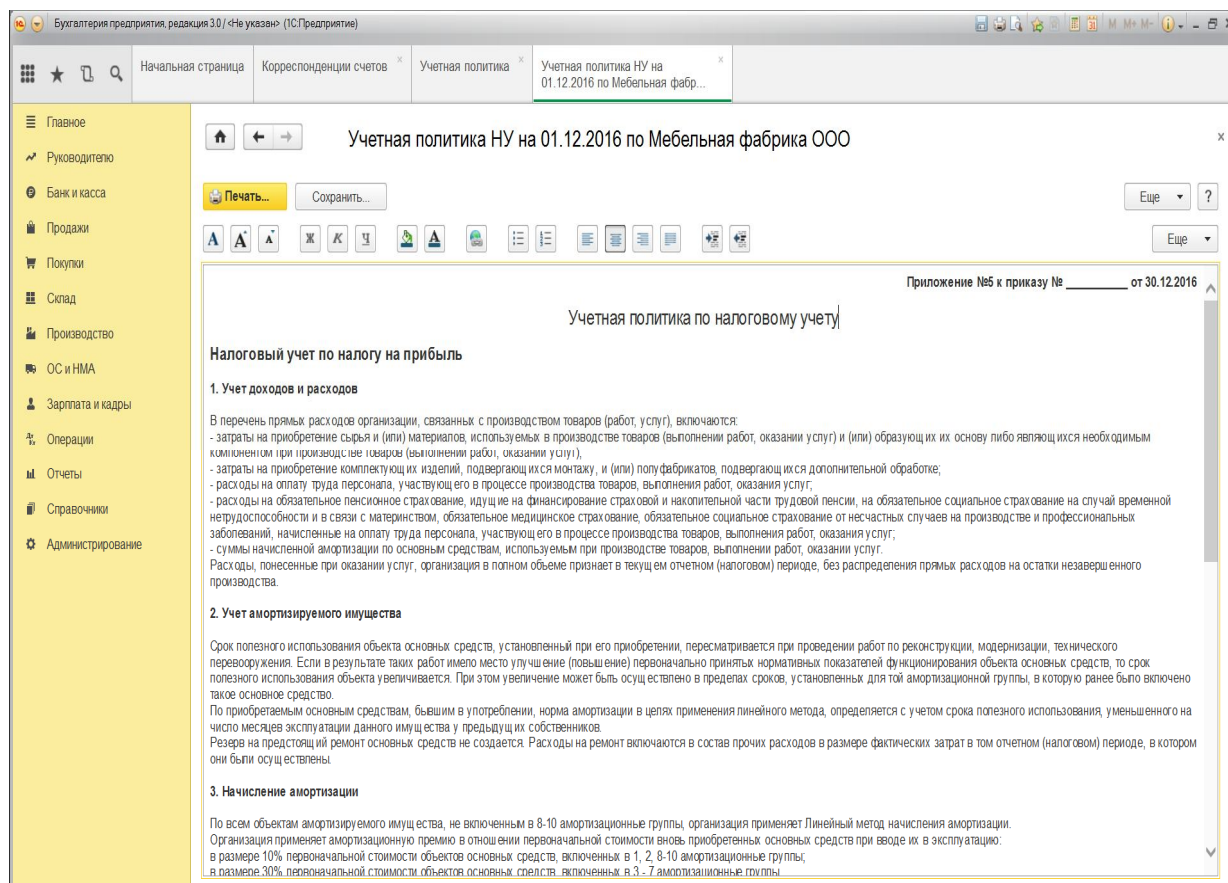 Бухгалтерия предприятия, редакция 3.0 / <Не указан> (1С:Предприятие)
M M+ M-
Начальная страница
Корреспонденции счетов
Учетная политика
Учетная политика НУ на
01.12.2016 по Мебельная фабр...
Главное
Руководителю
Банк и касса
Продажи
Покупки
Склад
Производство
ОС и НМА
Зарплата и кадры
Операции
Отчеты
Справочники
Администрирование
Учетная политика НУ на 01.12.2016 по Мебельная фабрика ООО
Печать...
Сохранить...
Еще
?
А А А Ж К Ч А
Еще
Приложение №5 к приказу № __________ от 30.12.2016
Учетная политика по налоговому учету
Налоговый учет по налогу на прибыль
1. Учет доходов и расходов
В перечень прямых расходов организации, связанных с производством товаров (работ, услуг), включаются:
- затраты на приобретение сырья и (или) материалов, используемых в производстве товаров (выполнении работ, оказании услуг) и (или) образующих их основу либо являющихся необходимым
компонентом при производстве товаров (выполнении работ, оказании услуг),
- затраты на приобретение комплектующих изделий, подвергающихся монтажу, и (или) полуфабрикатов, подвергающихся дополнительной обработке;
- расходы на оплату труда персонала, участвующего в процессе производства товаров, выполнения работ, оказания услуг;
- расходы на обязательное пенсионное страхование, идущие на финансирование страховой и накопительной части трудовой пенсии, на обязательное социальное страхование на случай временной
нетрудоспособности и в связи с материнством, обязательное медицинское страхование, обязательное социальное страхование от несчастных случаев на производстве и профессиональных
заболеваний, начисленные на оплату труда персонала, участвующего в процессе производства товаров, выполнения работ, оказания услуг;
- суммы начисленной амортизации по основным средствам, используемым при производстве товаров, выполнении работ, оказании услуг.
Расходы, понесенные при оказании услуг, организация в полном объеме признает в текущем отчетном (налоговом) периоде, без распределения прямых расходов на остатки незавершенного
производства.
2. Учет амортизируемого имущества
Срок полезного использования объекта основных средств, установленный при его приобретении, пересматривается при проведении работ по реконструкции, модернизации, технического
перевооружения. Если в результате таких работ имело место улучшение (повышение) первоначально принятых нормативных показателей функционирования объекта основных средств, то срок
полезного использования объекта увеличивается. При этом увеличение может быть осуществлено в пределах сроков, установленных для той амортизационной группы, в которую ранее было включено
такое основное средство.
По приобретаемым основным средствам, бывшим в употреблении, норма амортизации в целях применения линейного метода, определяется с учетом срока полезного использования, уменьшенного на
число месяцев эксплуатации данного имущества у предыдущих собственников.
Резерв на предстоящий ремонт основных средств не создается. Расходы на ремонт включаются в состав прочих расходов в размере фактических затрат в том отчетном (налоговом) периоде, в котором
они были осуществлены.
3. Начисление амортизации
По всем объектам амортизируемого имущества, не включенным в 8-10 амортизационные группы, организация применяет Линейный метод начисления амортизации.
Организация применяет амортизационную премию в отношении первоначальной стоимости вновь приобретенных основных средств при вводе их в эксплуатацию:
в размере 10% первоначальной стоимости объектов основных средств, включенных в 1, 2, 8-10 амортизационные группы;
в размере 30% первоначальной стоимости объектов основных средств, включенных в 3 - 7 амортизационные группы